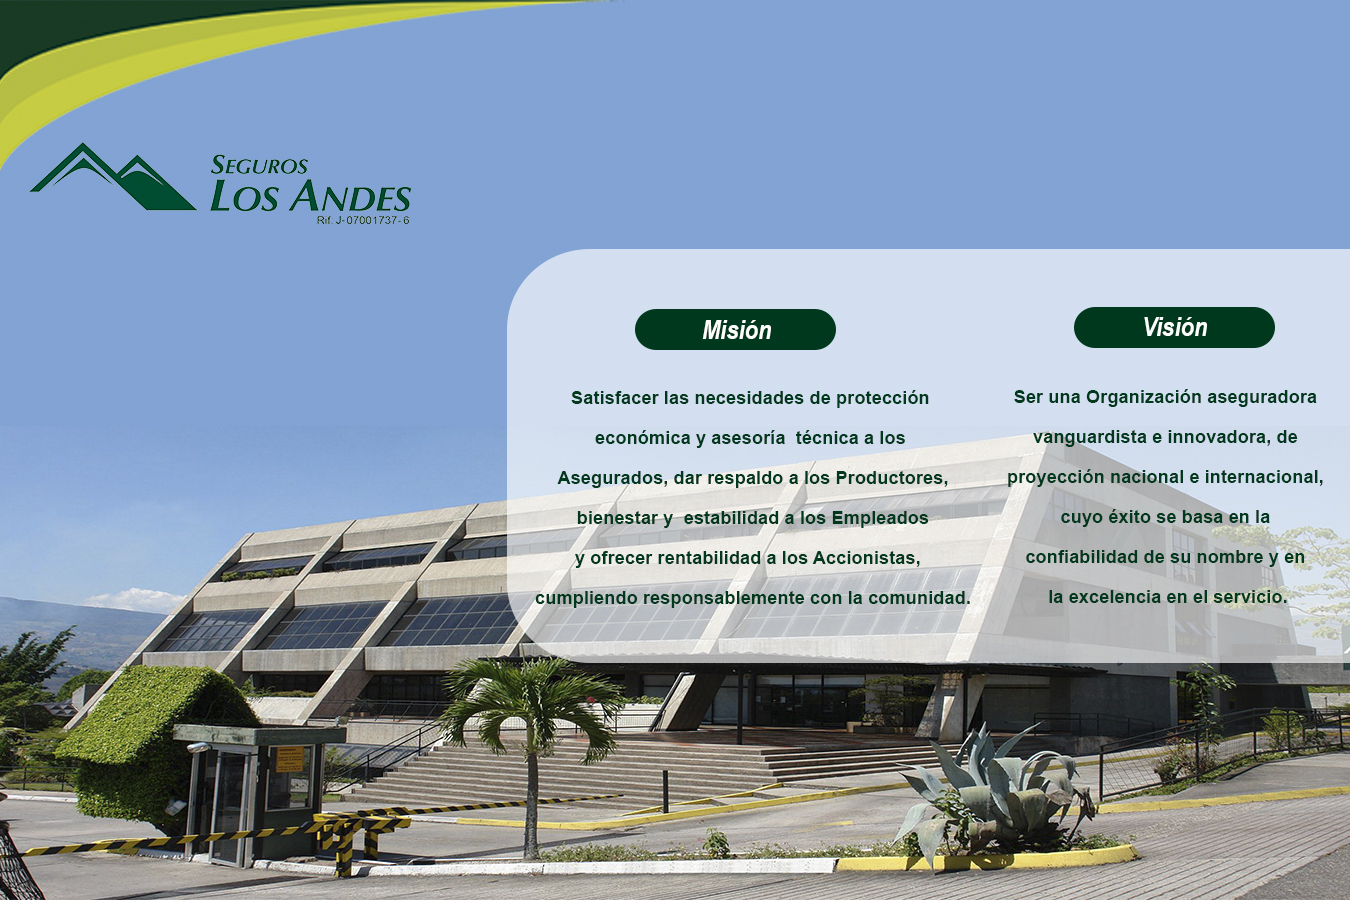 SEGUROS
LOS ANDES
Rif. J-07001737-6
Misión
Satisfacer las necesidades de protección
económica y asesoría  técnica a los
Asegurados, dar respaldo a los Productores,
bienestar y  estabilidad a los Empleados
y ofrecer rentabilidad a los Accionistas,
cumpliendo responsablemente con la comunidad.
Visión
Ser una Organización aseguradora
vanguardista e innovadora, de
proyección nacional e internacional,
cuyo éxito se basa en la
confiabilidad de su nombre y en
la excelencia en el servicio.